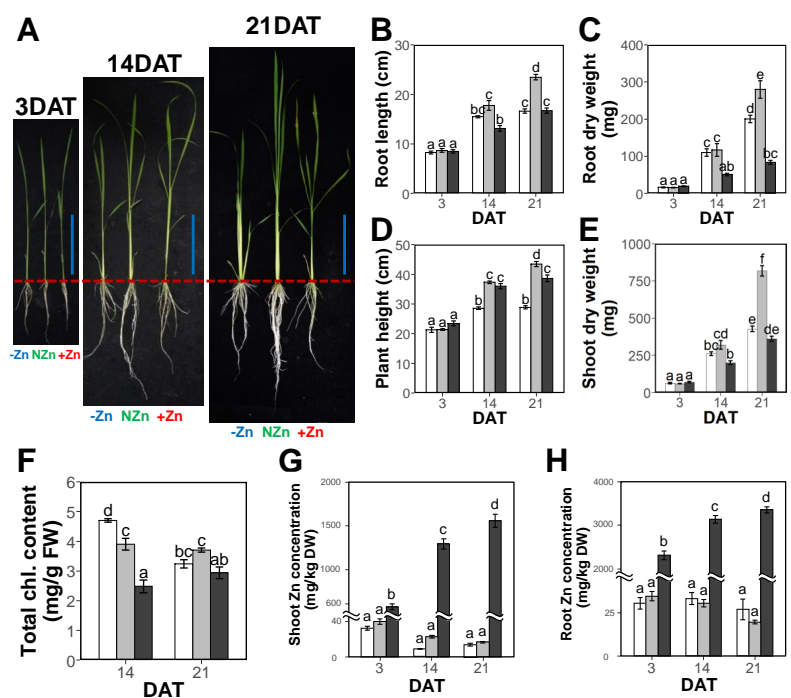 A
3DAT
14DAT
21DAT
-Zn NZn +Zn
-Zn NZn +Zn
-Zn NZn +Zn
B
Root length (cm)
30
20
10
0
a a a
bc c b
c d c
3 14 21
DAT
C
Root dry weight
(mg)
400
300
200
100
0
a a a
c c ab
d e bc
3 14 21
DAT
D
Plant height (cm)
50
40
30
20
10
0
a a a
b c c
b d c
3 14 21
DAT
E
Shoot dry weight
(mg)
1000
750
500
250
0
a a a
bc cd b
e f de
3 14 21
DAT
F
Total chl. content
(mg/g FW)
6
5
4
3
2
1
0
d c a
bc c ab
14 21
DAT
G
Shoot Zn concentration
(mg/kg DW)
2000
1500
1000
600
40
0
a a b
a a c
a a d
3 14 21
DAT
H
Root Zn concentration
(mg/kg DW)
4000
3000
2000
25
0
a a b
a a c
a a d
3 14 21
DAT